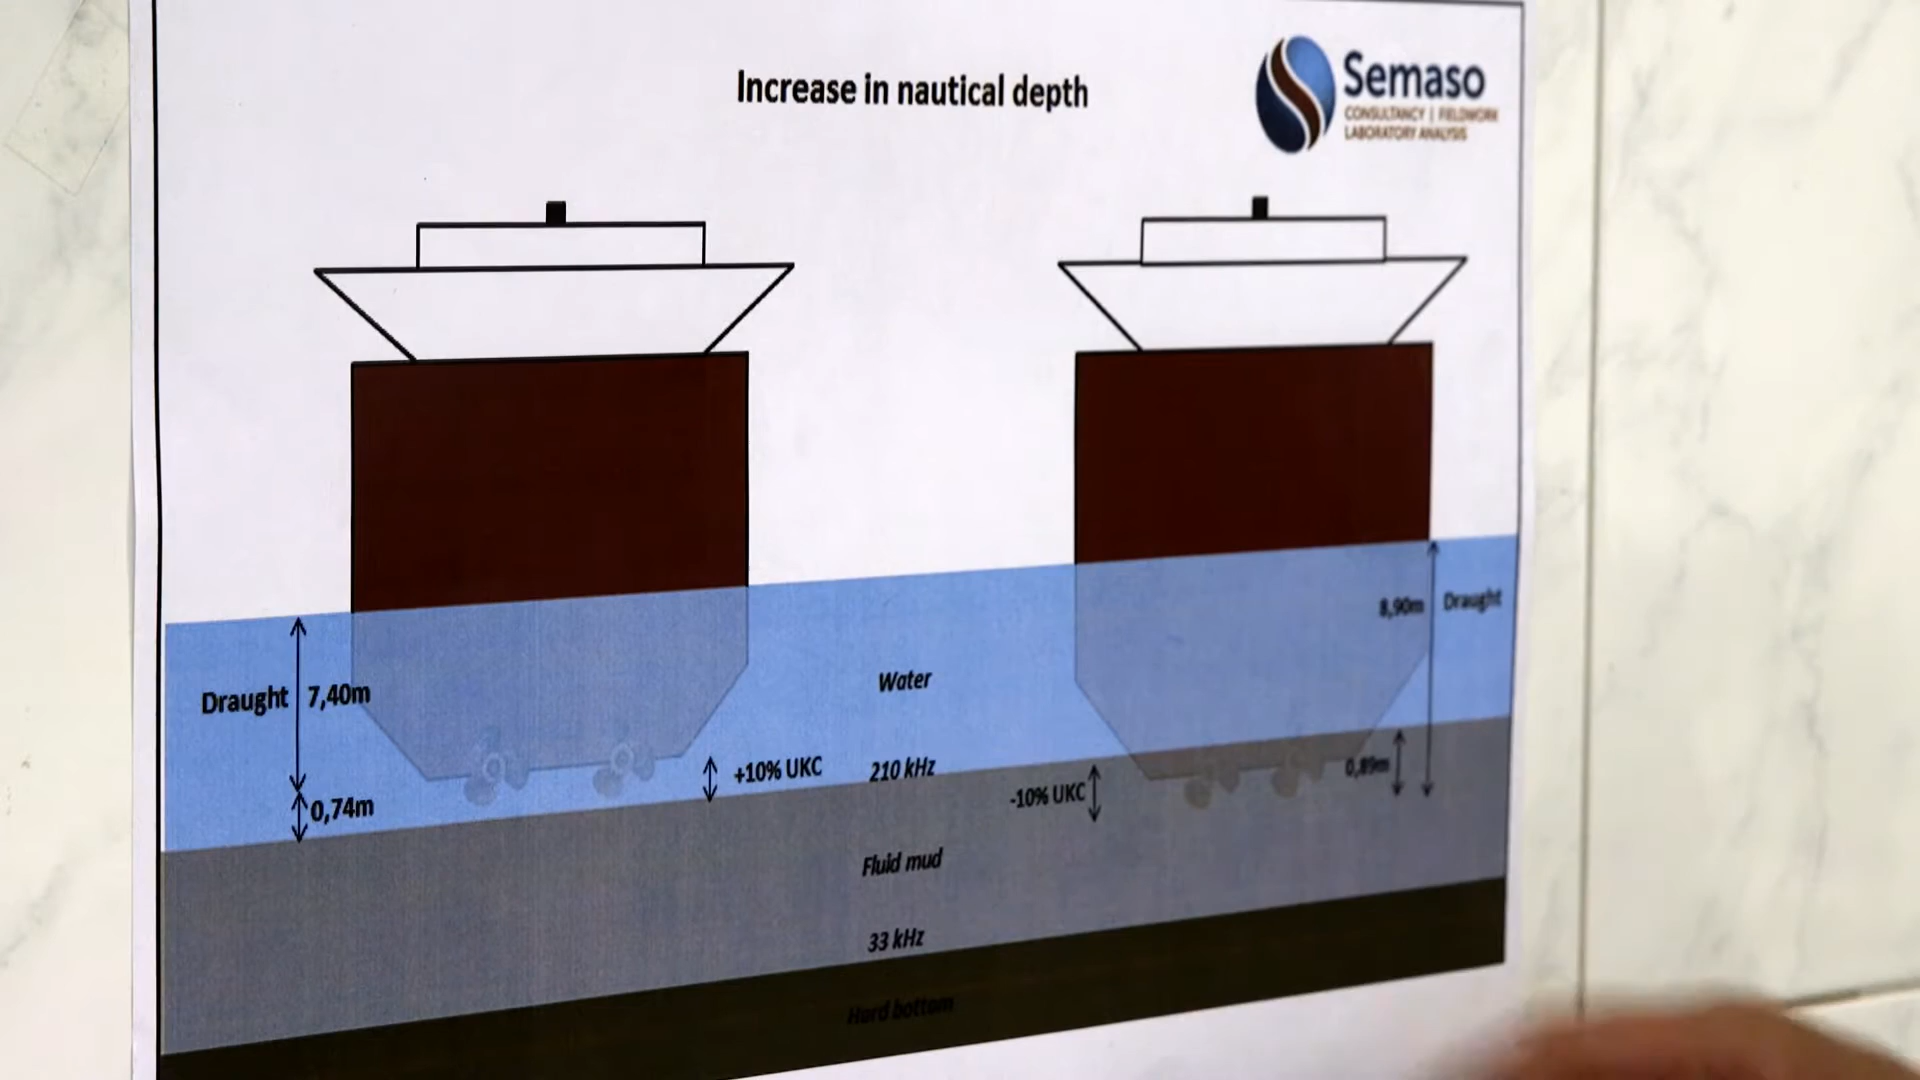 Increase in nautical depth
Semaso
CONSULTANCY | FIELDWORK
LABORATORY ANALYSIS
8,90m Draught
Draught 7,40m
Water
+10% UKC
210 kHz
0,89m
-10% UKC
0,74m
Fluid mud
33 kHz
Hard bottom